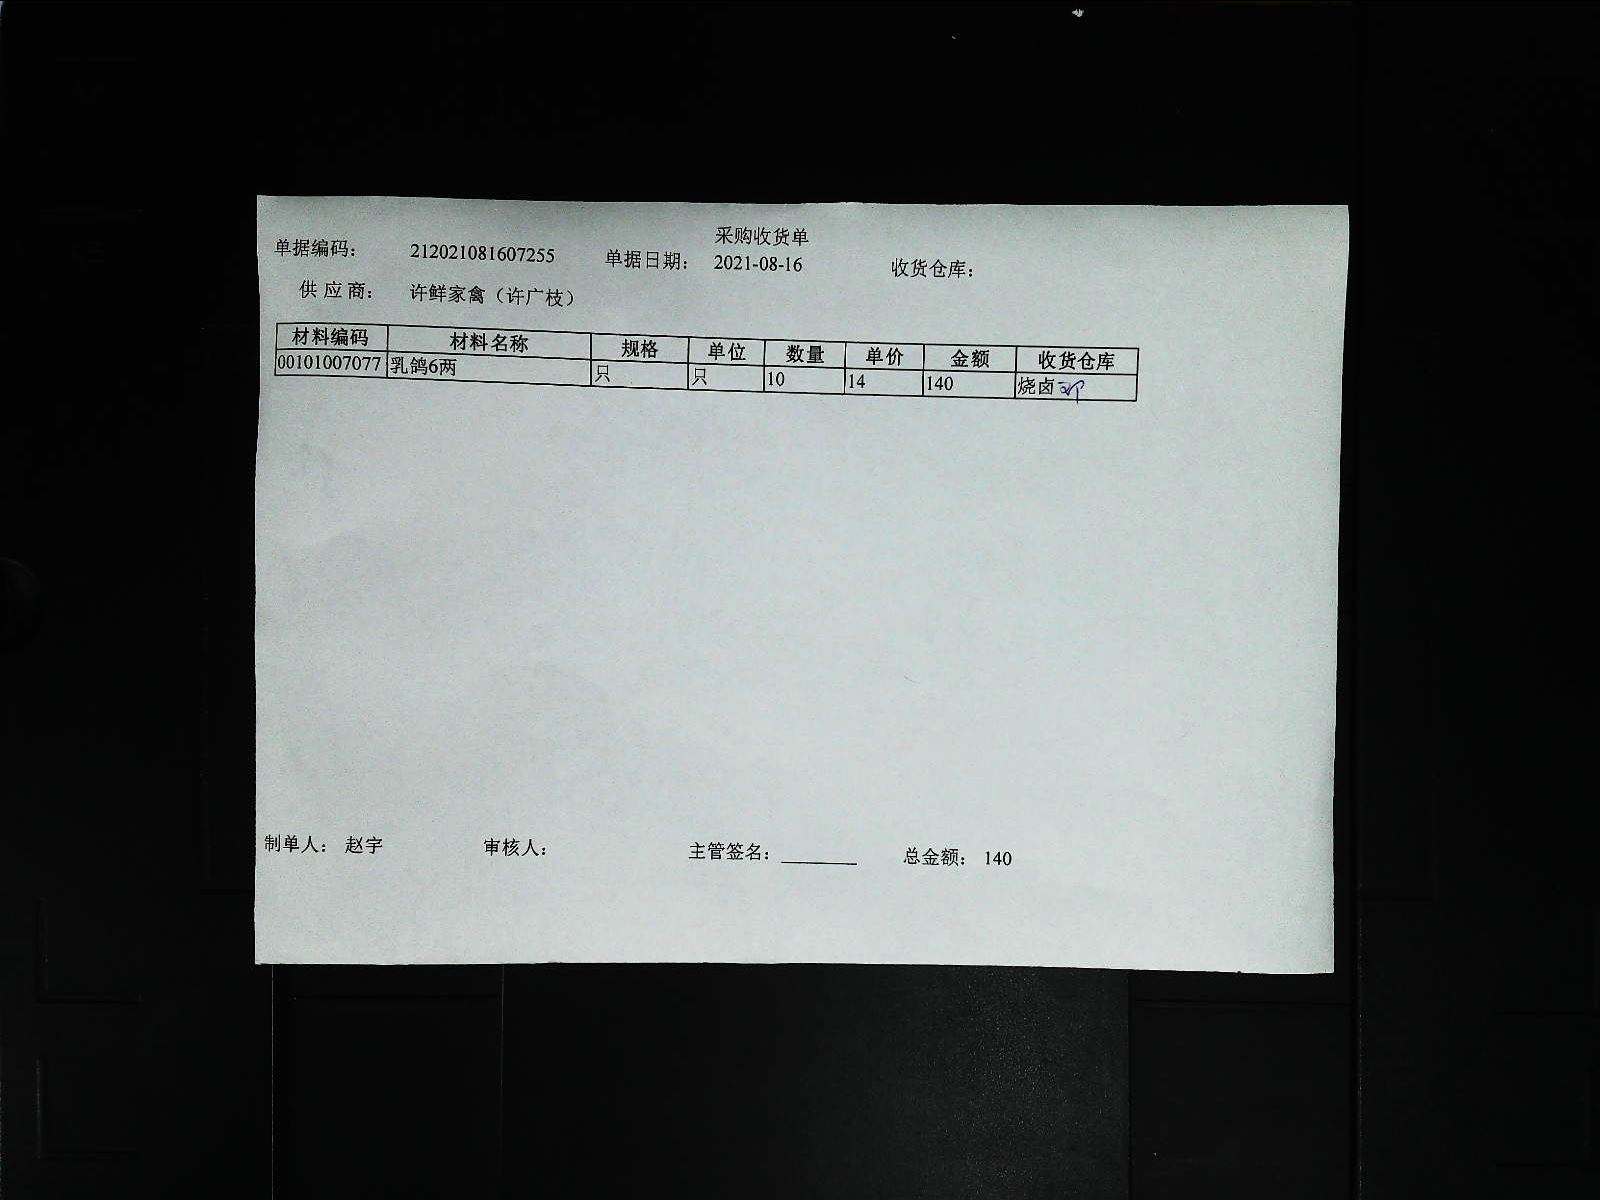 采购收货单
单据编码： 212021081607255 单据日期： 2021-08-16 收货仓库：
供 应 商： 许鲜家禽（许广枝）
材料编码 材料名称 规格 单位 数量 单价 金额 收货仓库
00101007077 乳鸽6两 只 只 10 14 140 烧卤
制单人： 赵宇 审核人： 主管签名： 总金额： 140